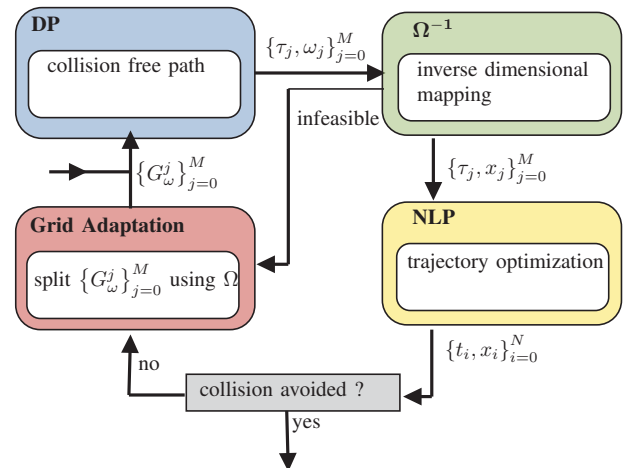 DP
collision free path
{τ_j, ω_j}_{j=0}^M
Ω⁻¹
inverse dimensional
mapping
infeasible
{G_ω^j}_{j=0}^M
{τ_j, x_j}_{j=0}^M
Grid Adaptation
split {G_ω^j}_{j=0}^M using Ω
NLP
trajectory optimization
{t_i, x_i}_{i=0}^N
no
collision avoided ?
yes